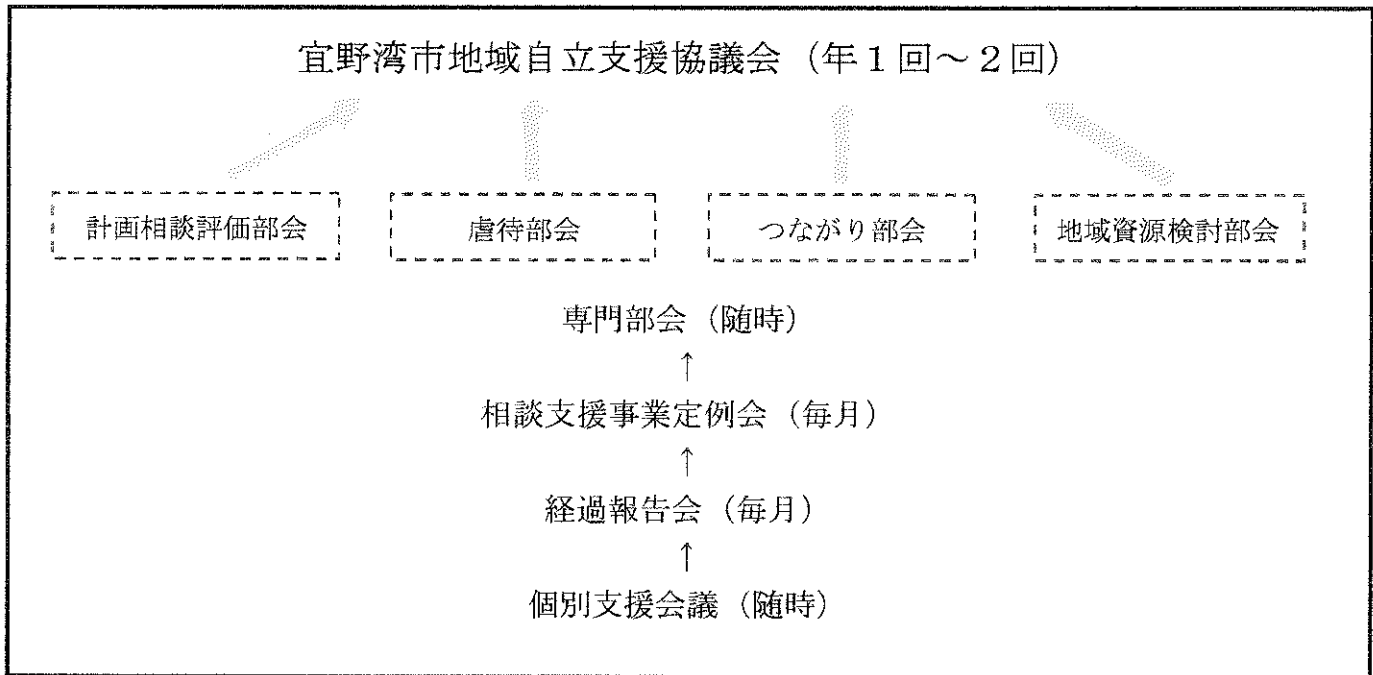 宜野湾市地域自立支援協議会（年１回～２回）
計画相談評価部会
虐待部会
つながり部会
地域資源検討部会
専門部会（随時）
↑
相談支援事業定例会（毎月）
↑
経過報告会（毎月）
↑
個別支援会議（随時）